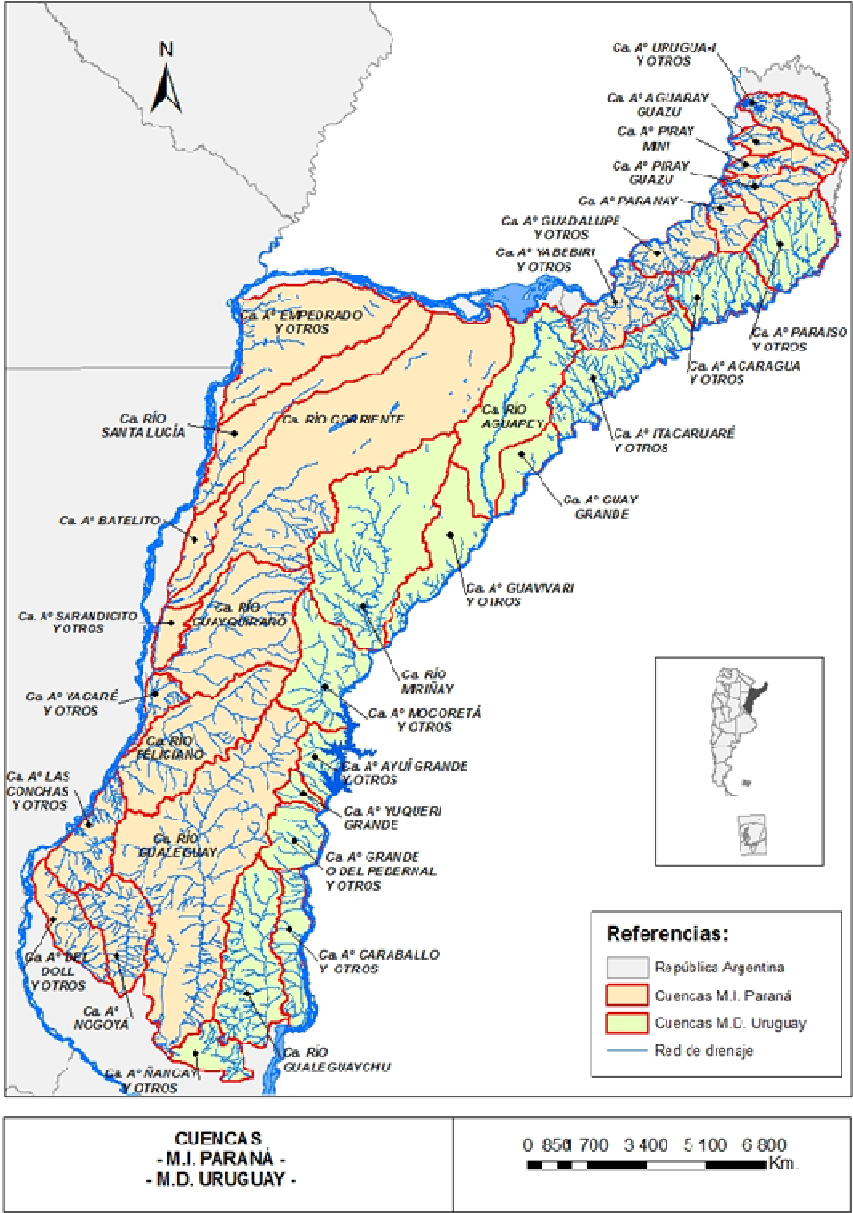 N
Ca. Aº URUGUA-I
Y OTROS
Ca. Aº AGUARAY
GUAZU
Ca. Aº PIRAY
MINI
Ca. Aº PIRAY
GUAZU
Ca. Aº PARANAY
Ca. Aº GUADALUPE
Y OTROS
Ca. Aº YABEBIRI
Y OTROS
Ca. Aº EMPEDRADO
Y OTROS
Ca. Aº PARAISO
Y OTROS
Ca. Aº ACARAGUA
Y OTROS
Ca. RÍO
SANTA LUCÍA
Ca. RÍO CORRIENTE
Ca. RÍO
AGUAPEY
Ca. Aº ITACARUARÉ
Y OTROS
Ca. Aº GUAY
GRANDE
Ca. Aº BATELITO
Ca. Aº GUAVIVARI
Y OTROS
Ca. Aº SARANDICITO
Y OTROS
Ca. RÍO
GUAYQUIRARÓ
Ca. RÍO
MIRIÑAY
Ca. Aº YACARÉ
Y OTROS
Ca. Aº MOCORETÁ
Y OTROS
Ca. RÍO
FELICIANO
Ca. Aº AYUÍ GRANDE
Y OTROS
Ca. Aº LAS
CONCHAS
Y OTROS
Ca. Aº YUQUERI
GRANDE
Ca. RÍO
GUALEGUAY
Ca. Aº GRANDE
O DEL PEDERNAL
Y OTROS
Ca. Aº DEL
DOLL
Y OTROS
Ca. Aº CARABALLO
Y OTROS
Ca. Aº
NOGOYA
Ca. RÍO
GUALEGUAYCHU
Ca. Aº ÑANCAY
Y OTROS
Referencias:
República Argentina
Cuencas M.I. Paraná
Cuencas M.D. Uruguay
Red de drenaje
CUENCAS
- M.I. PARANÁ -
- M.D. URUGUAY -
0 850 1 700 3 400 5 100 6 800
Km.